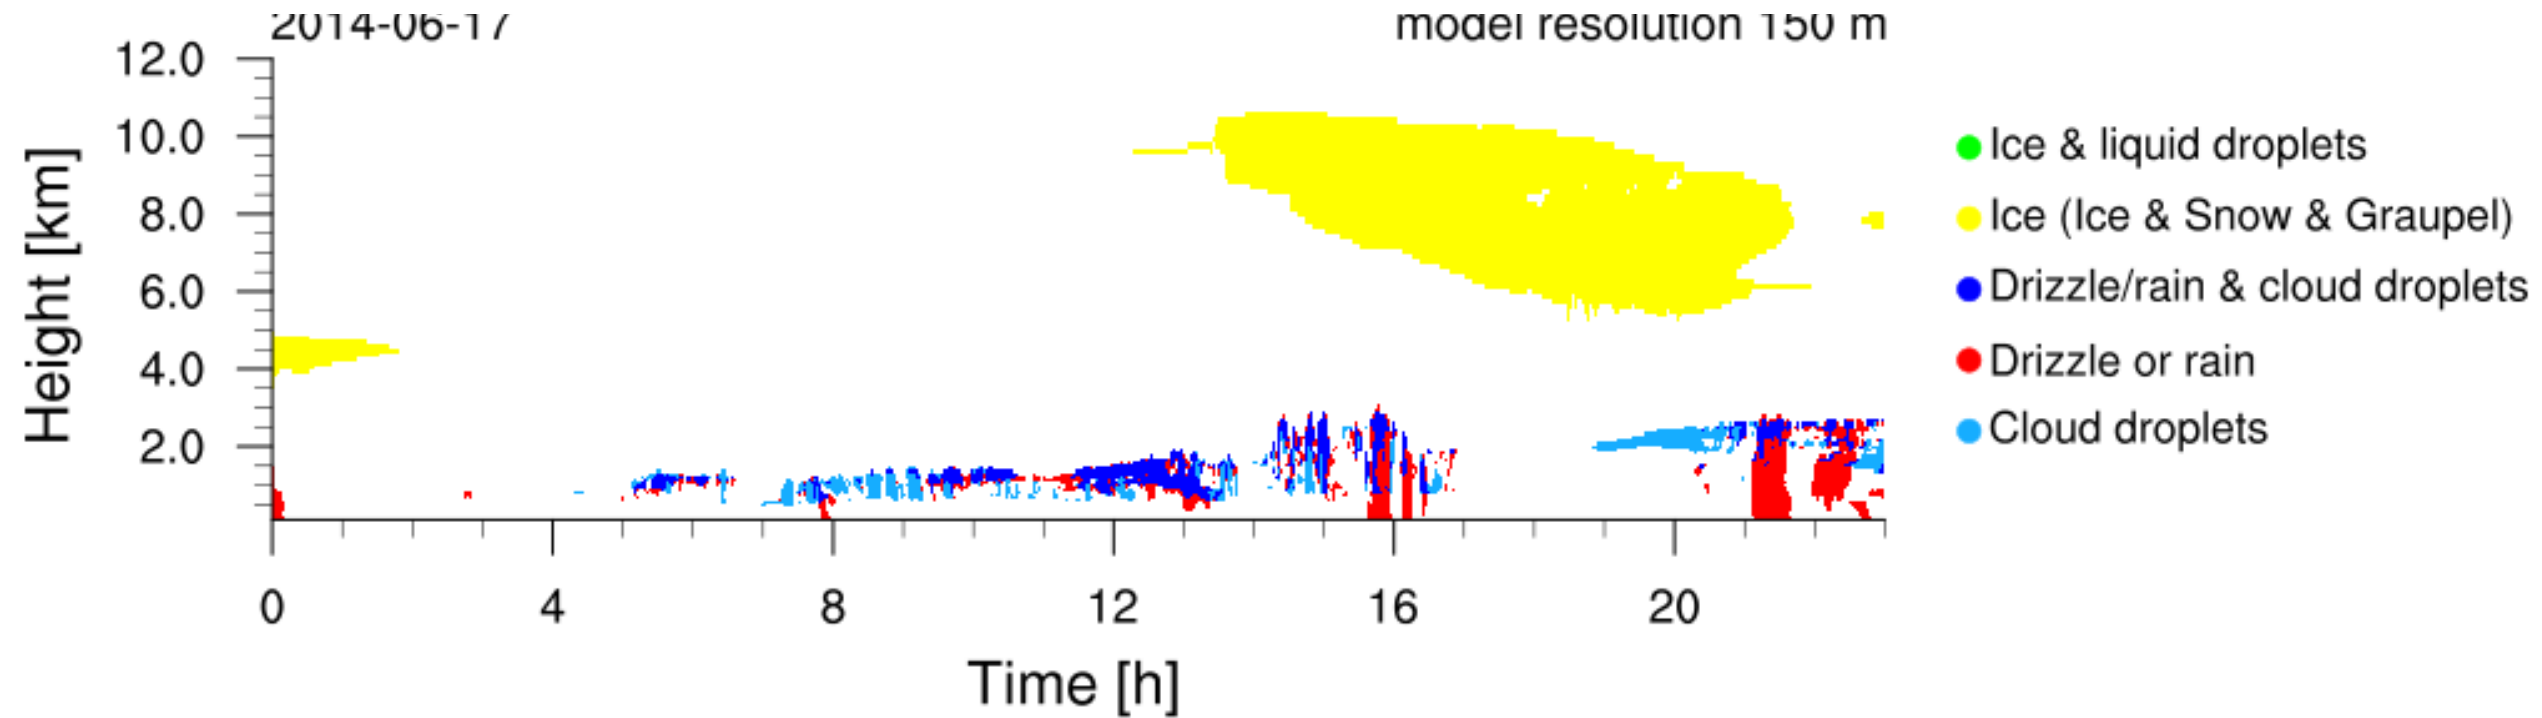 2014-06-17
model resolution 150 m
12.0
10.0
8.0
6.0
4.0
2.0
Height [km]
0 4 8 12 16 20
Time [h]
Ice & liquid droplets
Ice (Ice & Snow & Graupel)
Drizzle/rain & cloud droplets
Drizzle or rain
Cloud droplets